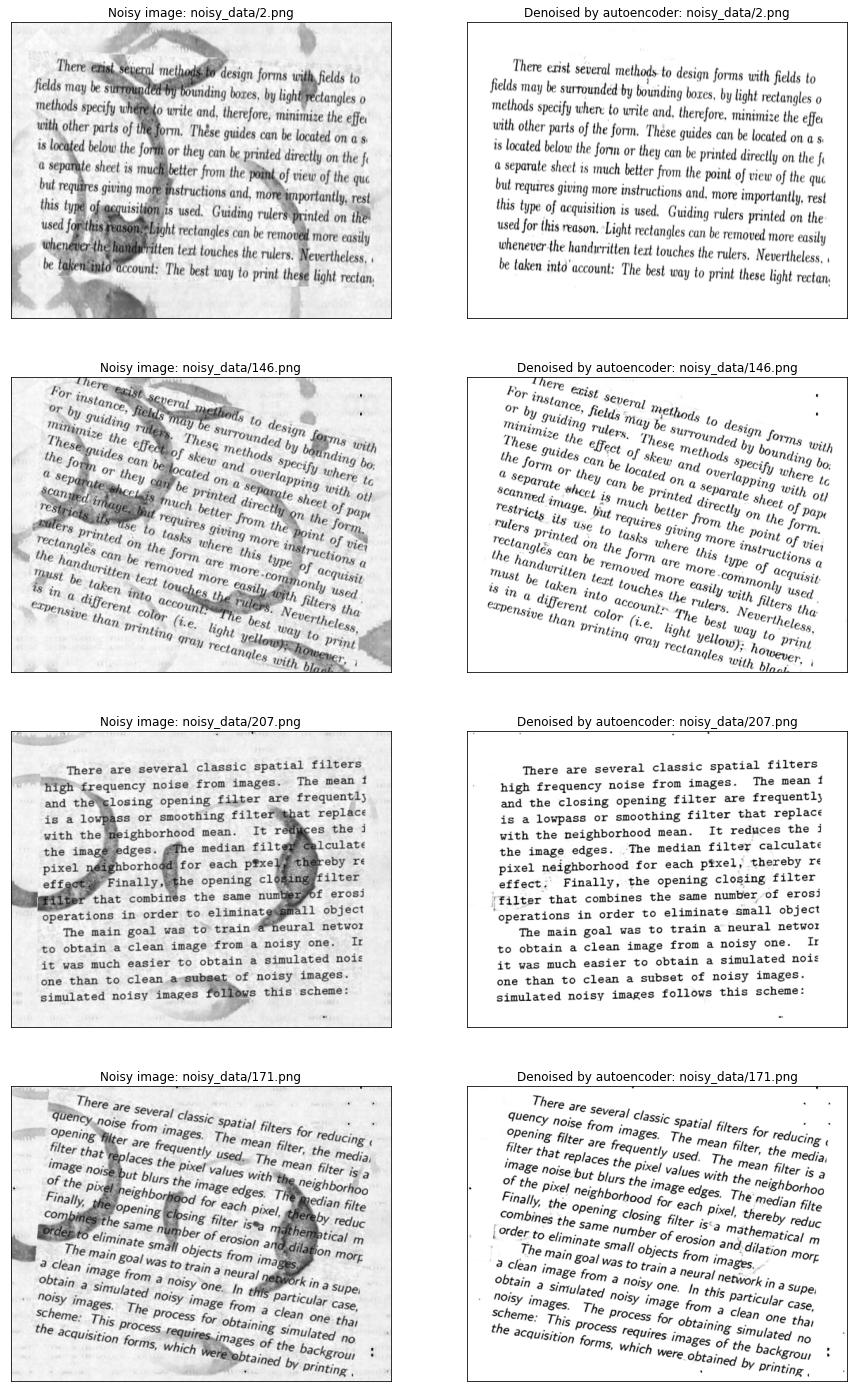 Noisy image: noisy_data/2.png
There exist several methods to design forms with fields to
fields may be surrounded by bounding boxes, by light rectangles o
methods specify where to write and, therefore, minimize the effe
with other parts of the form. These guides can be located on a s
is located below the form or they can be printed directly on the f
a separate sheet is much better from the point of view of the qu
but requires giving more instructions and, more importantly, rest
this type of acquisition is used. Guiding rulers printed on the
used for this reason. Light rectangles can be removed more easily
whenever the handwritten text touches the rulers. Nevertheless,
be taken into account: The best way to print these light rectan
Denoised by autoencoder: noisy_data/2.png
There exist several methods to design forms with fields to
fields may be surrounded by bounding boxes, by light rectangles o
methods specify where to write and, therefore, minimize the effe
with other parts of the form. These guides can be located on a s
is located below the form or they can be printed directly on the f
a separate sheet is much better from the point of view of the qu
but requires giving more instructions and, more importantly, rest
this type of acquisition is used. Guiding rulers printed on the
used for this reason. Light rectangles can be removed more easily
whenever the handwritten text touches the rulers. Nevertheless,
be taken into account: The best way to print these light rectan
Noisy image: noisy_data/146.png
There exist several methods to design forms with
For instance, fields may be surrounded by bounding bo
or by guiding rulers. These methods specify where to
minimize the effect of skew and overlapping with otl
These guides can be located on a separate sheet of pap
the form or they can be printed directly on the form.
a separate sheet is much better from the point of vie
scanned image, but requires giving more instructions a
restricts its use to tasks where this type of acquisit
rulers printed on the form are more commonly used
rectangles can be removed more easily with filters tha
the handwritten text touches the rulers. Nevertheless,
must be taken into account: The best way to print
is in a different color (i.e. light yellow); however,
expensive than printing gray rectangles with black
Denoised by autoencoder: noisy_data/146.png
There exist several methods to design forms with
For instance, fields may be surrounded by bounding bo
or by guiding rulers. These methods specify where to
minimize the effect of skew and overlapping with otl
These guides can be located on a separate sheet of pap
the form or they can be printed directly on the form.
a separate sheet is much better from the point of vie
scanned image, but requires giving more instructions a
restricts its use to tasks where this type of acquisit
rulers printed on the form are more commonly used
rectangles can be removed more easily with filters tha
the handwritten text touches the rulers. Nevertheless,
must be taken into account: The best way to print
is in a different color (i.e. light yellow); however,
expensive than printing gray rectangles with black
Noisy image: noisy_data/207.png
There are several classic spatial filters
high frequency noise from images. The mean f
and the closing opening filter are frequently
is a lowpass or smoothing filter that replace
with the neighborhood mean. It reduces the i
the image edges. The median filter calculate
pixel neighborhood for each pixel, thereby re
effect. Finally, the opening closing filter
filter that combines the same number of erosi
operations in order to eliminate small object
The main goal was to train a neural networ
to obtain a clean image from a noisy one. In
it was much easier to obtain a simulated nois
one than to clean a subset of noisy images.
simulated noisy images follows this scheme:
Denoised by autoencoder: noisy_data/207.png
There are several classic spatial filters
high frequency noise from images. The mean f
and the closing opening filter are frequently
is a lowpass or smoothing filter that replace
with the neighborhood mean. It reduces the i
the image edges. The median filter calculate
pixel neighborhood for each pixel, thereby re
effect. Finally, the opening closing filter
filter that combines the same number of erosi
operations in order to eliminate small object
The main goal was to train a neural networ
to obtain a clean image from a noisy one. In
it was much easier to obtain a simulated nois
one than to clean a subset of noisy images.
simulated noisy images follows this scheme:
Noisy image: noisy_data/171.png
There are several classic spatial filters for reducing
quency noise from images. The mean filter, the media
opening filter are frequently used. The mean filter is a
filter that replaces the pixel values with the neighborhoo
image noise but blurs the image edges. The median filte
of the pixel neighborhood for each pixel, thereby reduc
Finally, the opening closing filter is a mathematical m
combines the same number of erosion and dilation morp
order to eliminate small objects from images.
The main goal was to train a neural network in a supe
a clean image from a noisy one. In this particular case,
obtain a simulated noisy image from a clean one thar
noisy images. The process for obtaining simulated no
scheme: This process requires images of the backgrour
the acquisition forms, which were obtained by printing
Denoised by autoencoder: noisy_data/171.png
There are several classic spatial filters for reducing
quency noise from images. The mean filter, the media
opening filter are frequently used. The mean filter is a
filter that replaces the pixel values with the neighborhoo
image noise but blurs the image edges. The median filte
of the pixel neighborhood for each pixel, thereby reduc
Finally, the opening closing filter is a mathematical m
combines the same number of erosion and dilation morp
order to eliminate small objects from images.
The main goal was to train a neural network in a supe
a clean image from a noisy one. In this particular case,
obtain a simulated noisy image from a clean one thar
noisy images. The process for obtaining simulated no
scheme: This process requires images of the backgrour
the acquisition forms, which were obtained by printing